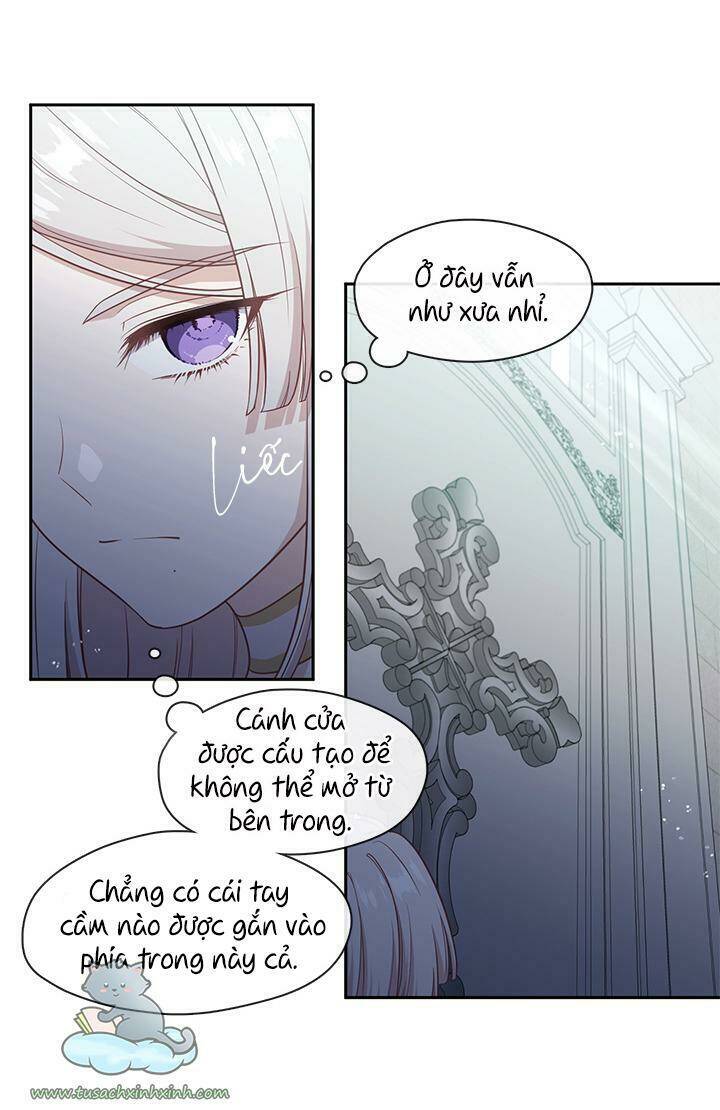 Ở đây vẫn
như xưa nhỉ.
Liếc
Cánh cửa
được cấu tạo để
không thể mở từ
bên trong.
Chẳng có cái tay
cầm nào được gắn vào
phía trong này cả.
www.tusachxinhxinh.com